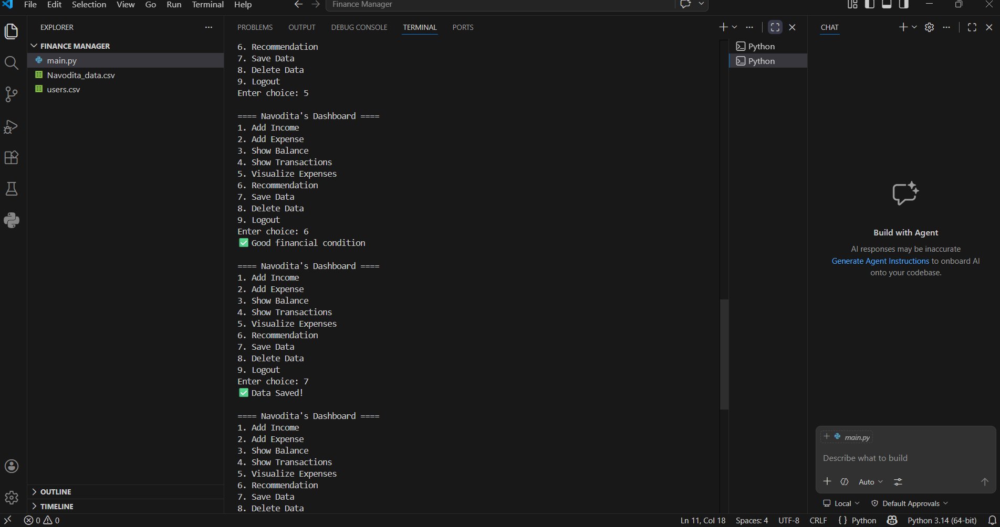 File Edit Selection View Go Run Terminal Help
Finance Manager
EXPLORER
FINANCE MANAGER
main.py
Navodita_data.csv
users.csv
OUTLINE
TIMELINE
PROBLEMS OUTPUT DEBUG CONSOLE TERMINAL PORTS
6. Recommendation
7. Save Data
8. Delete Data
9. Logout
Enter choice: 5
==== Navodita's Dashboard ====
1. Add Income
2. Add Expense
3. Show Balance
4. Show Transactions
5. Visualize Expenses
6. Recommendation
7. Save Data
8. Delete Data
9. Logout
Enter choice: 6
✅ Good financial condition
==== Navodita's Dashboard ====
1. Add Income
2. Add Expense
3. Show Balance
4. Show Transactions
5. Visualize Expenses
6. Recommendation
7. Save Data
8. Delete Data
9. Logout
Enter choice: 7
✅ Data Saved!
==== Navodita's Dashboard ====
1. Add Income
2. Add Expense
3. Show Balance
4. Show Transactions
5. Visualize Expenses
6. Recommendation
7. Save Data
8. Delete Data
Python
Python
CHAT
Build with Agent
AI responses may be inaccurate
Generate Agent Instructions to onboard AI
onto your codebase.
main.py
Describe what to build
Auto
Local Default Approvals
0 0
Ln 11, Col 18 Spaces: 4 UTF-8 CRLF {} Python Python 3.14 (64-bit)